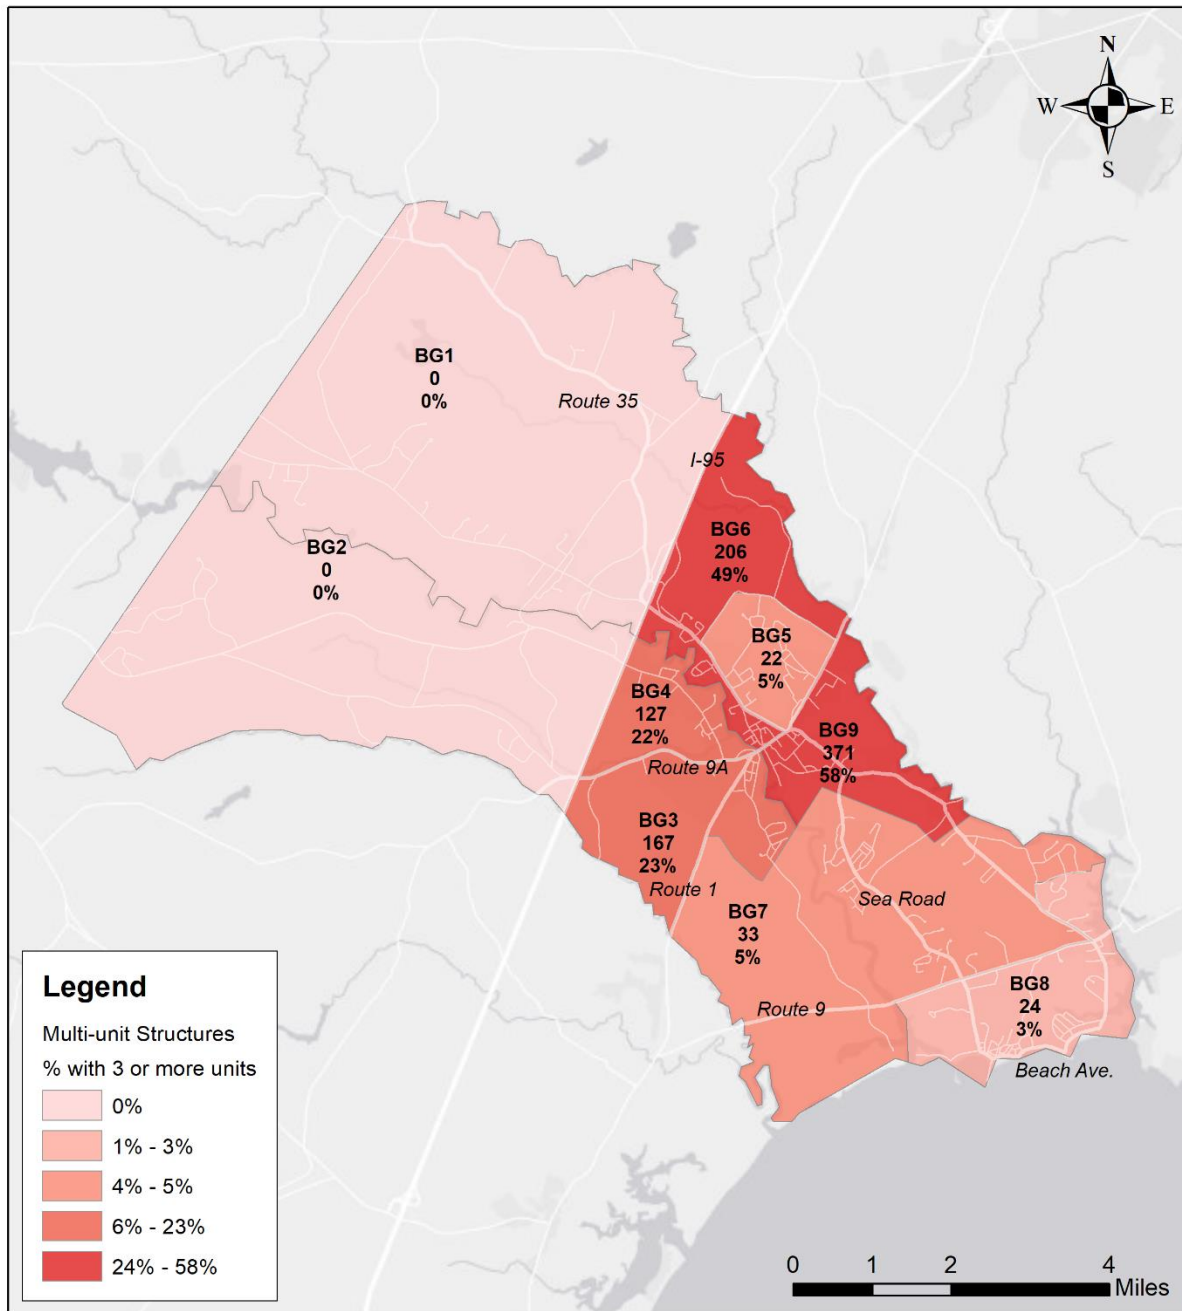 N
W E
S
BG1
0
0%
Route 35
I-95
BG6
206
49%
BG2
0
0%
BG5
22
5%
BG4
127
22%
BG9
371
58%
Route 9A
BG3
167
23%
Route 1
Sea Road
BG7
33
5%
BG8
24
3%
Route 9
Beach Ave.
Legend
Multi-unit Structures
% with 3 or more units
0%
1% - 3%
4% - 5%
6% - 23%
24% - 58%
0 1 2 4
Miles